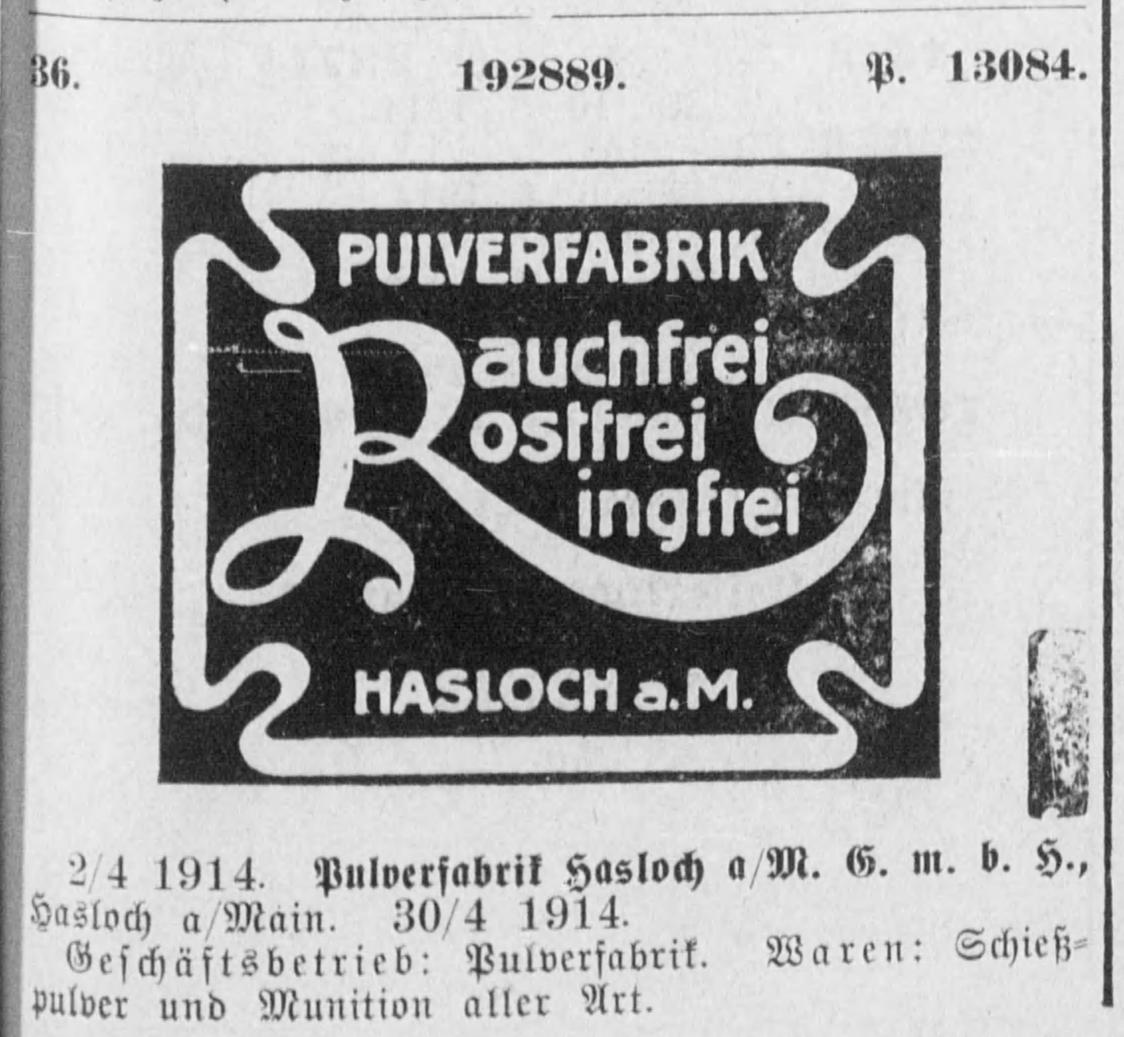 36. 192889. P. 13084.
PULVERFABRIK
Rauchfrei
Rostfrei
Ringfrei
HASLOCH a.M.
2/4 1914. Pulverfabrik Hasloch a/M. G. m. b. H.,
Hasloch a/Main. 30/4 1914.
Geschäftsbetrieb: Pulverfabrik. Waren: Schieß-
pulver und Munition aller Art.